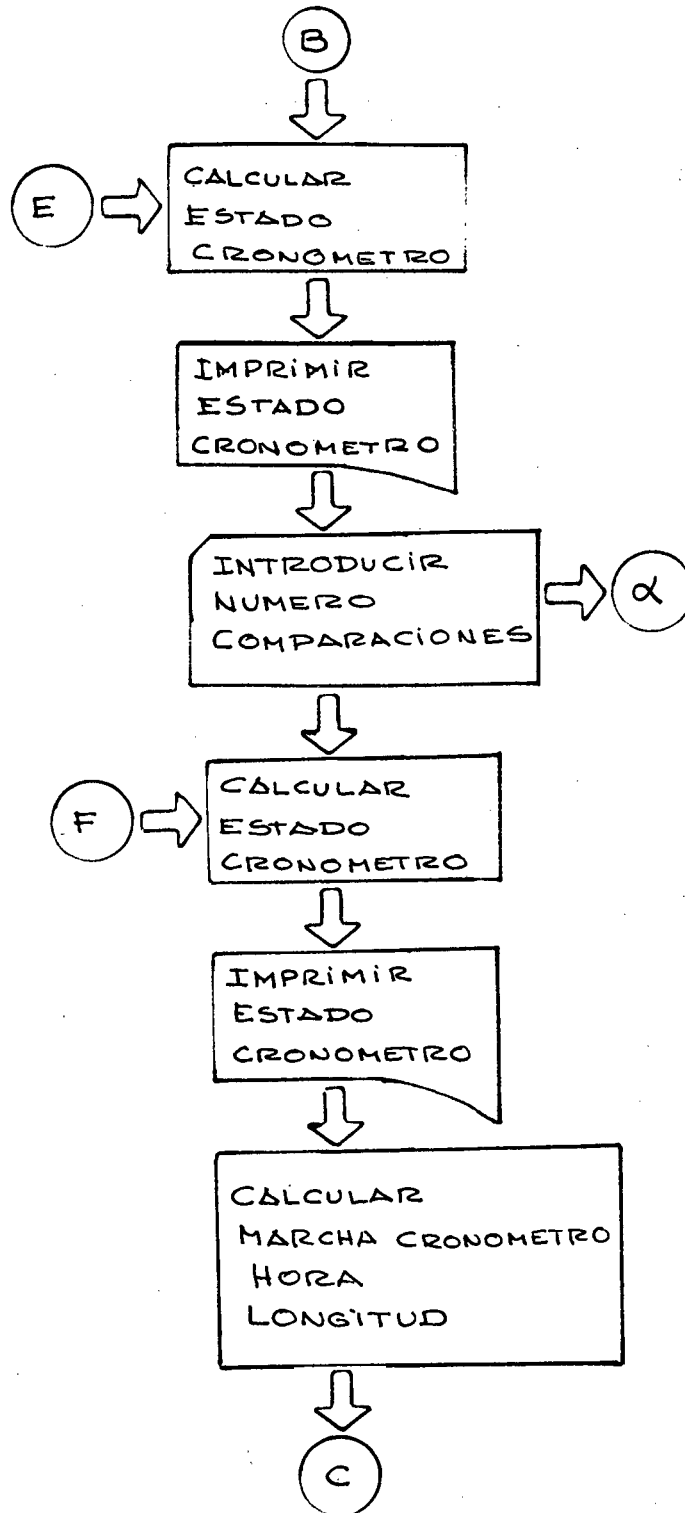 B
E
CALCULAR
ESTADO
CRONOMETRO
IMPRiMiR
ESTADO
CRONOMETRO
INTRODUCiR
NUMERO
COMPARACiONES
α
F
CALCULAR
ESTADO
CRONOMETRO
IMPRiMiR
ESTADO
CRONOMETRO
CALCULAR
MARCHA CRONOMETRO
HORA
LONGiTUD
C